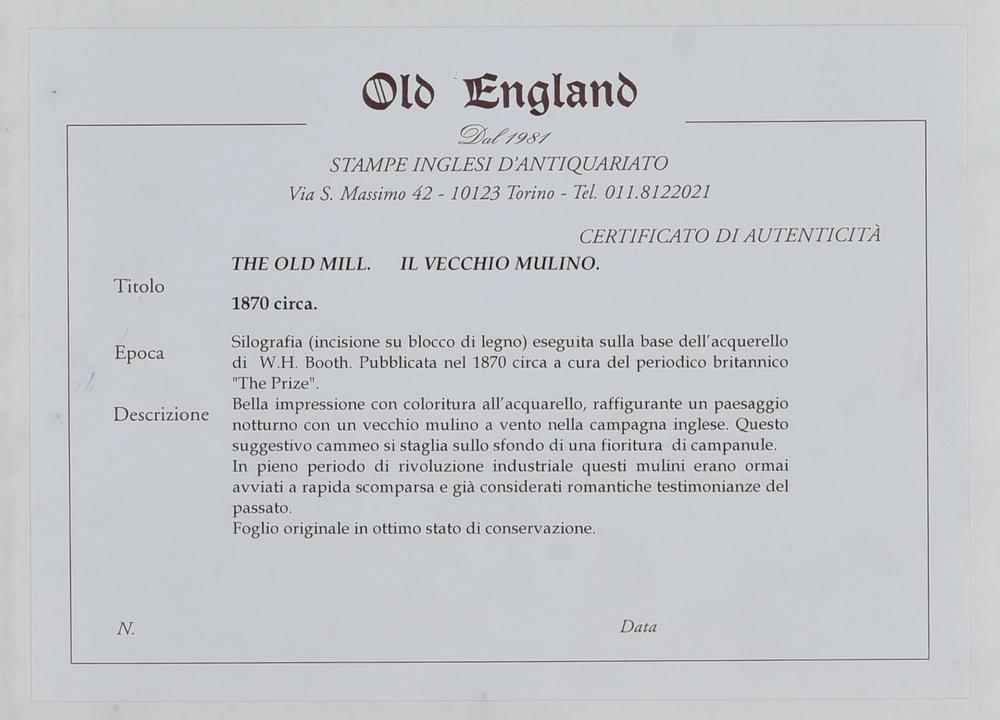 Old England
Dal 1981
STAMPE INGLESI D'ANTIQUARIATO
Via S. Massimo 42 - 10123 Torino - Tel. 011.8122021
CERTIFICATO DI AUTENTICITÀ
THE OLD MILL. IL VECCHIO MULINO.
Titolo
1870 circa.
Epoca
Silografia (incisione su blocco di legno) eseguita sulla base dell'acquerello
di W.H. Booth. Pubblicata nel 1870 circa a cura del periodico britannico
"The Prize".
Descrizione
Bella impressione con coloritura all'acquarello, raffigurante un paesaggio
notturno con un vecchio mulino a vento nella campagna inglese. Questo
suggestivo cammeo si staglia sullo sfondo di una fioritura di campanule.
In pieno periodo di rivoluzione industriale questi mulini erano ormai
avviati a rapida scomparsa e già considerati romantiche testimonianze del
passato.
Foglio originale in ottimo stato di conservazione.
N.
Data